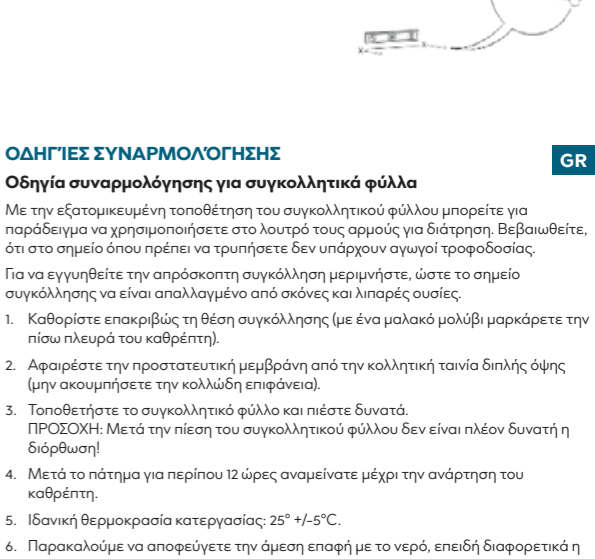 ΟΔΗΓΊΕΣ ΣΥΝΑΡΜΟΛΌΓΗΣΗΣ
GR
Οδηγία συναρμολόγησης για συγκολλητικά φύλλα
Με την εξατομικευμένη τοποθέτηση του συγκολλητικού φύλλου μπορείτε για
παράδειγμα να χρησιμοποιήσετε στο λουτρό τους αρμούς για διάτρηση. Βεβαιωθείτε,
ότι στο σημείο όπου πρέπει να τρυπήσετε δεν υπάρχουν αγωγοί τροφοδοσίας.
Για να εγγυηθείτε την απρόσκοπτη συγκόλληση μεριμνήστε, ώστε το σημείο
συγκόλλησης να είναι απαλλαγμένο από σκόνες και λιπαρές ουσίες.
1. Καθορίστε επακριβώς τη θέση συγκόλλησης (με ένα μαλακό μολύβι μαρκάρετε την
πίσω πλευρά του καθρέπτη).
2. Αφαιρέστε την προστατευτική μεμβράνη από την κολλητική ταινία διπλής όψης
(μην ακουμπήσετε την κολλώδη επιφάνεια).
3. Τοποθετήστε το συγκολλητικό φύλλο και πιέστε δυνατά.
ΠΡΟΣΟΧΗ: Μετά την πίεση του συγκολλητικού φύλλου δεν είναι πλέον δυνατή η
διόρθωση!
4. Μετά το πάτημα για περίπου 12 ώρες αναμείνατε μέχρι την ανάρτηση του
καθρέπτη.
5. Ιδανική θερμοκρασία κατεργασίας: 25° +/-5°C.
6. Παρακαλούμε να αποφεύγετε την άμεση επαφή με το νερό, επειδή διαφορετικά η